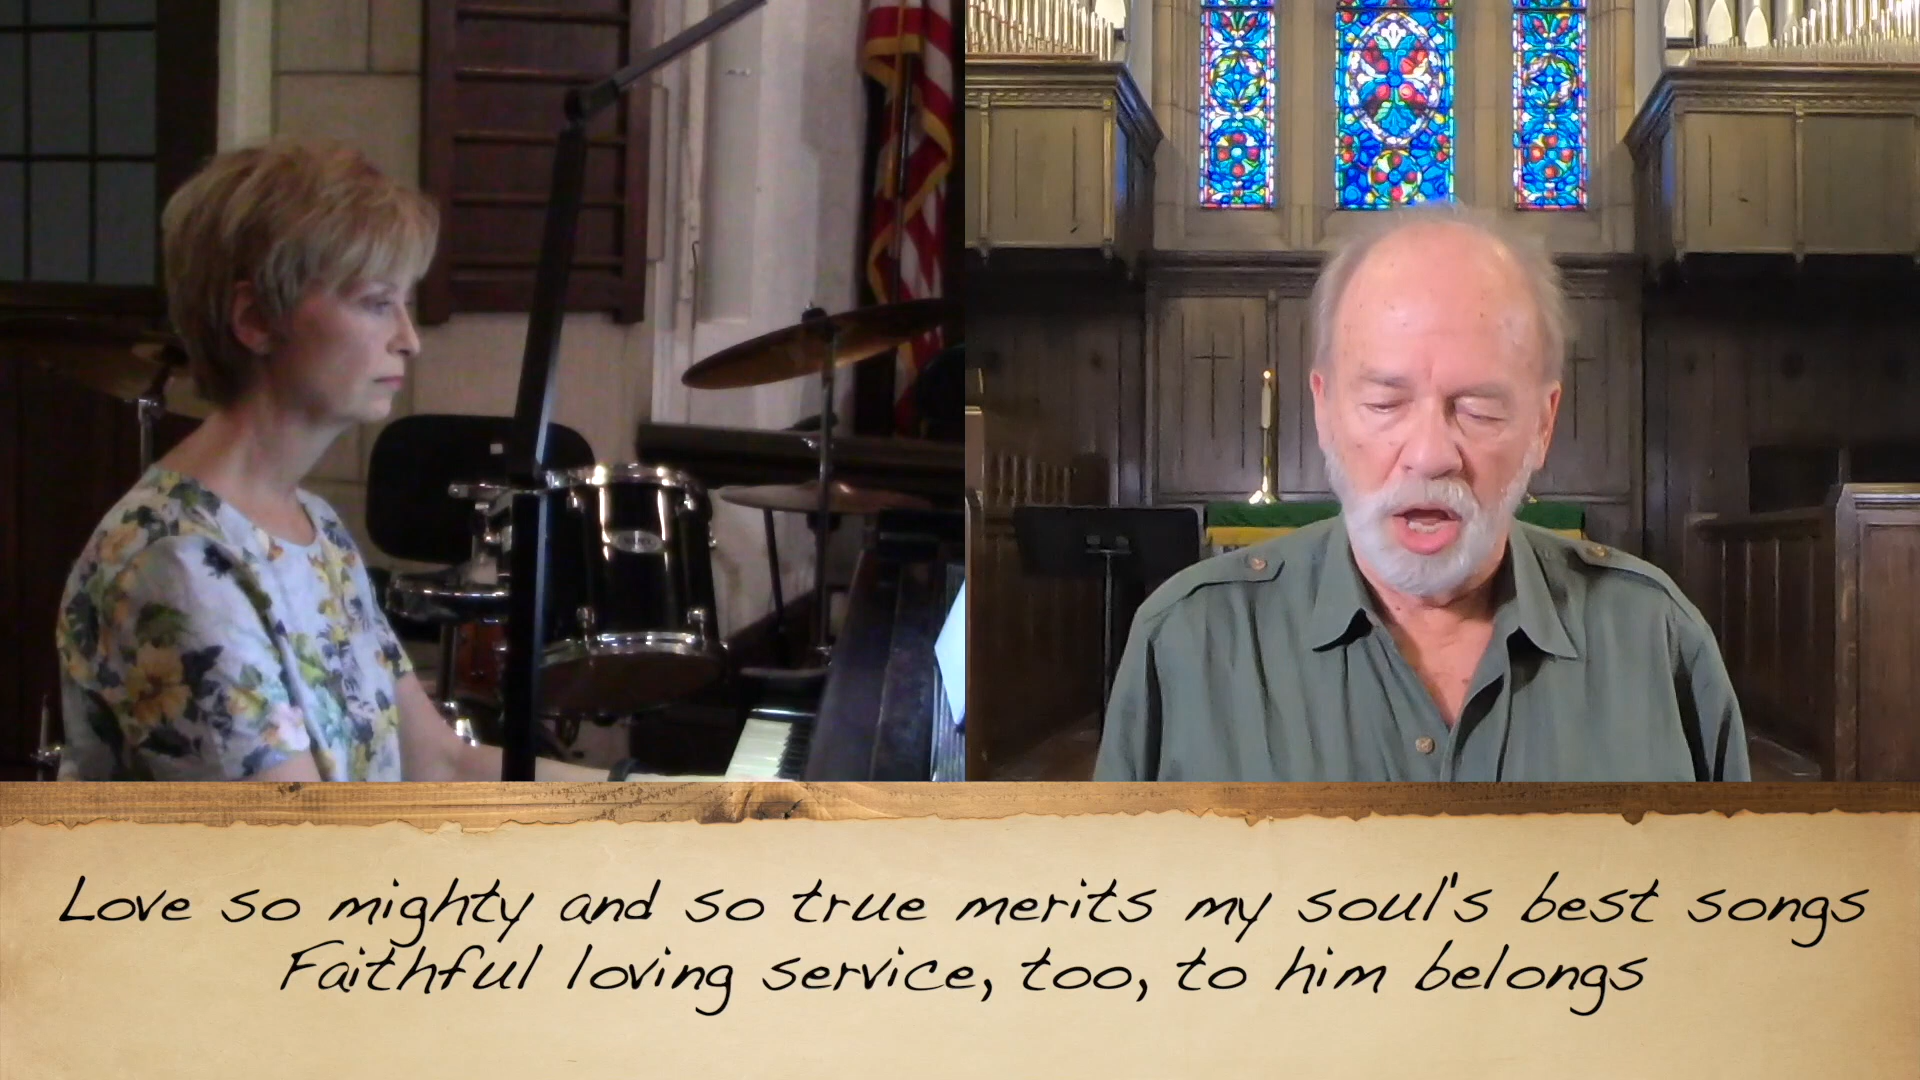 Love so mighty and so true merits my soul's best songs
Faithful loving service, too, to him belongs